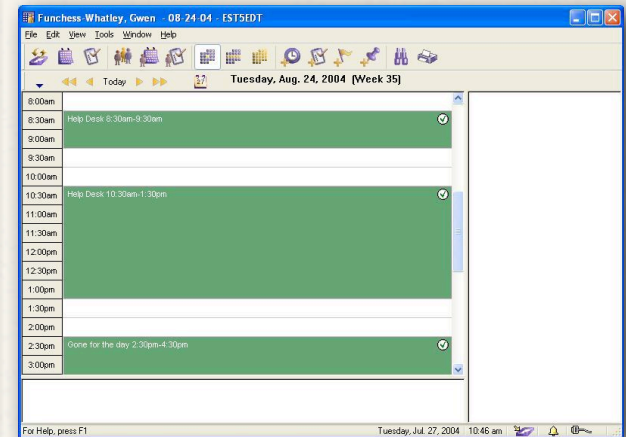 Funchess-Whatley, Gwen - 08-24-04 - EST5EDT
File Edit View Tools Window Help
Today 27 Tuesday, Aug. 24, 2004 (Week 35)
8:00am
8:30am Help Desk 8:30am-9:30am
9:00am
9:30am
10:00am
10:30am Help Desk 10:30am-1:30pm
11:00am
11:30am
12:00pm
12:30pm
1:00pm
1:30pm
2:00pm
2:30pm Gone for the day 2:30pm-4:30pm
3:00pm
For Help, press F1 Tuesday, Jul. 27, 2004 10:46 am